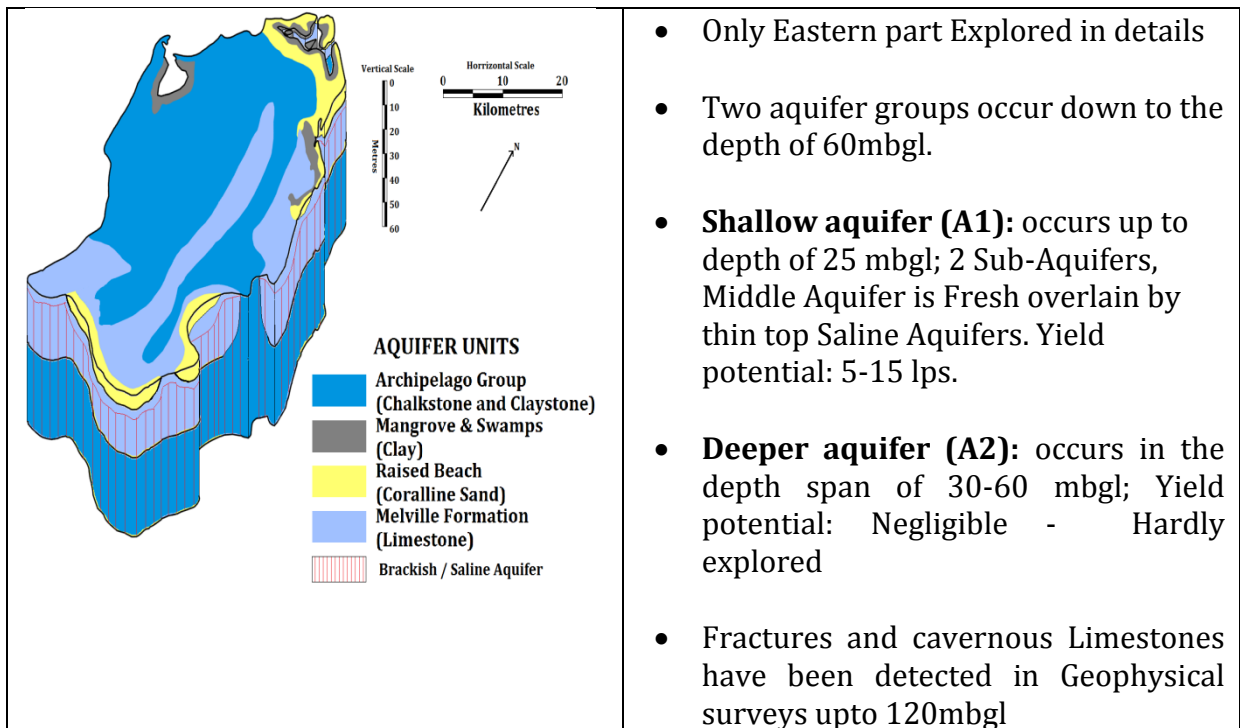 Vertical Scale
0
10
20
30
40
50
60
Metres
Horrizontal Scale
0 10 20
Kilometres
N
AQUIFER UNITS
Archipelago Group
(Chalkstone and Claystone)
Mangrove & Swamps
(Clay)
Raised Beach
(Coralline Sand)
Melville Formation
(Limestone)
Brackish / Saline Aquifer
• Only Eastern part Explored in details
• Two aquifer groups occur down to the
depth of 60mbgl.
• Shallow aquifer (A1): occurs up to
depth of 25 mbgl; 2 Sub-Aquifers,
Middle Aquifer is Fresh overlain by
thin top Saline Aquifers. Yield
potential: 5-15 lps.
• Deeper aquifer (A2): occurs in the
depth span of 30-60 mbgl; Yield
potential: Negligible - Hardly
explored
• Fractures and cavernous Limestones
have been detected in Geophysical
surveys upto 120mbgl